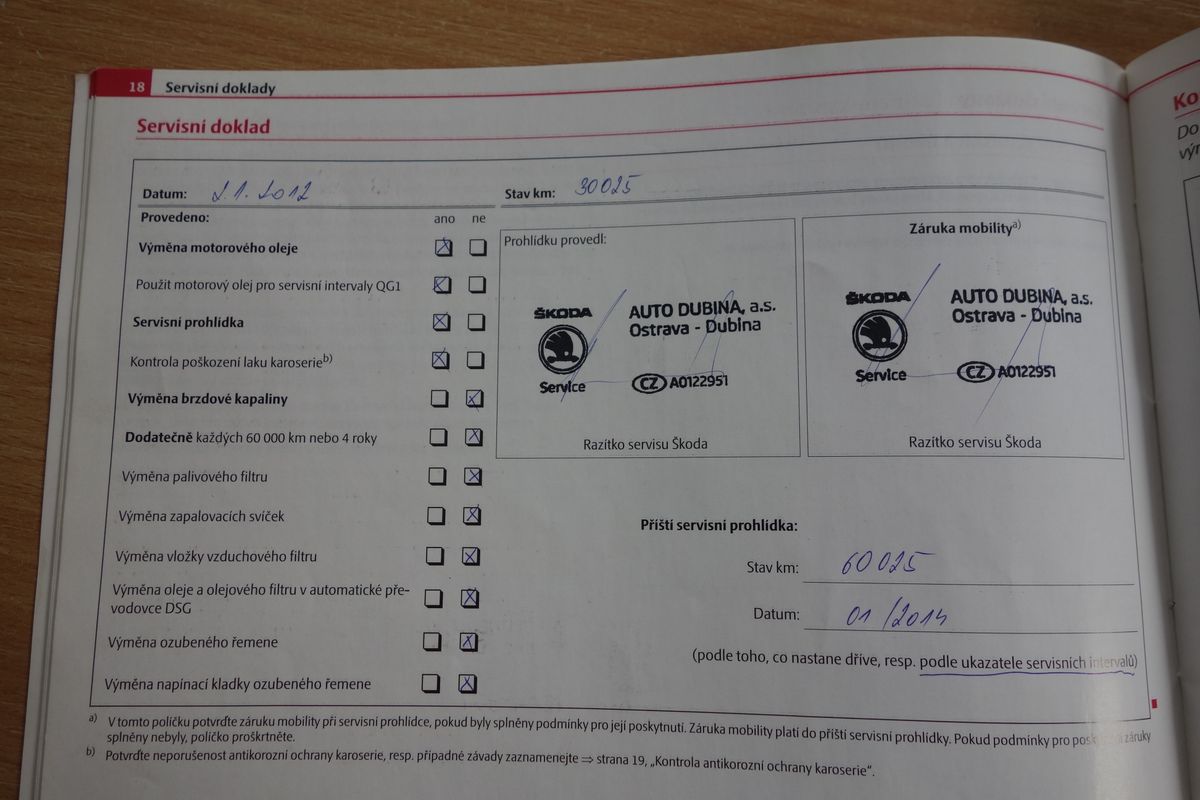 18 Servisní doklady
Servisní doklad
Datum: 2.1.2012
Stav km: 30025
Provedeno: ano ne
Výměna motorového oleje
Použit motorový olej pro servisní intervaly QG1
Servisní prohlídka
Kontrola poškození laku karoserie b)
Výměna brzdové kapaliny
Dodatečně každých 60 000 km nebo 4 roky
Výměna palivového filtru
Výměna zapalovacích svíček
Výměna vložky vzduchového filtru
Výměna oleje a olejového filtru v automatické pře-
vodovce DSG
Výměna ozubeného řemene
Výměna napínací kladky ozubeného řemene
Prohlídku provedl:
ŠKODA
Service
AUTO DUBINA, a.s.
Ostrava - Dubina
CZ A0122951
Razítko servisu Škoda
Záruka mobility a)
ŠKODA
Service
AUTO DUBINA, a.s.
Ostrava - Dubina
CZ A0122951
Razítko servisu Škoda
Příští servisní prohlídka:
Stav km: 60025
Datum: 01/2014
(podle toho, co nastane dříve, resp. podle ukazatele servisních intervalů)
a) V tomto políčku potvrďte záruku mobility při servisní prohlídce, pokud byly splněny podmínky pro její poskytnutí. Záruka mobility platí do příští servisní prohlídky. Pokud podmínky pro záruky
splněny nebyly, políčko proškrtněte.
b) Potvrďte neporušenost antikorozní ochrany karoserie, resp. případné závady zaznamenejte ⇒ strana 19, „Kontrola antikorozní ochrany karoserie“.
Ko
Do
výr